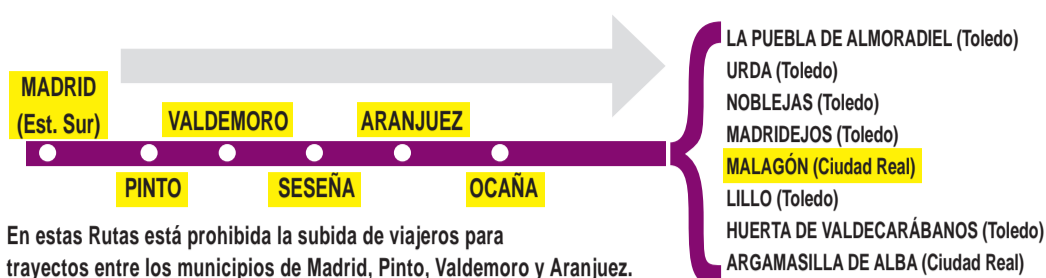 MADRID
(Est. Sur)
VALDEMORO
ARANJUEZ
PINTO
SESEÑA
OCAÑA
En estas Rutas está prohibida la subida de viajeros para
trayectos entre los municipios de Madrid, Pinto, Valdemoro y Aranjuez.
LA PUEBLA DE ALMORADIEL (Toledo)
URDA (Toledo)
NOBLEJAS (Toledo)
MADRIDEJOS (Toledo)
MALAGÓN (Ciudad Real)
LILLO (Toledo)
HUERTA DE VALDECARÁBANOS (Toledo)
ARGAMASILLA DE ALBA (Ciudad Real)